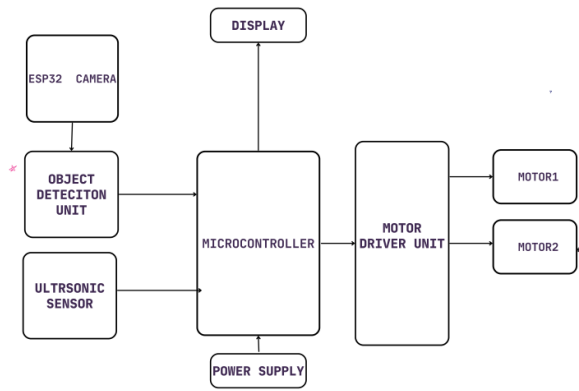 DISPLAY
ESP32 CAMERA
OBJECT
DETECITON
UNIT
MICROCONTROLLER
MOTOR
DRIVER UNIT
MOTOR1
MOTOR2
ULTRSONIC
SENSOR
POWER SUPPLY